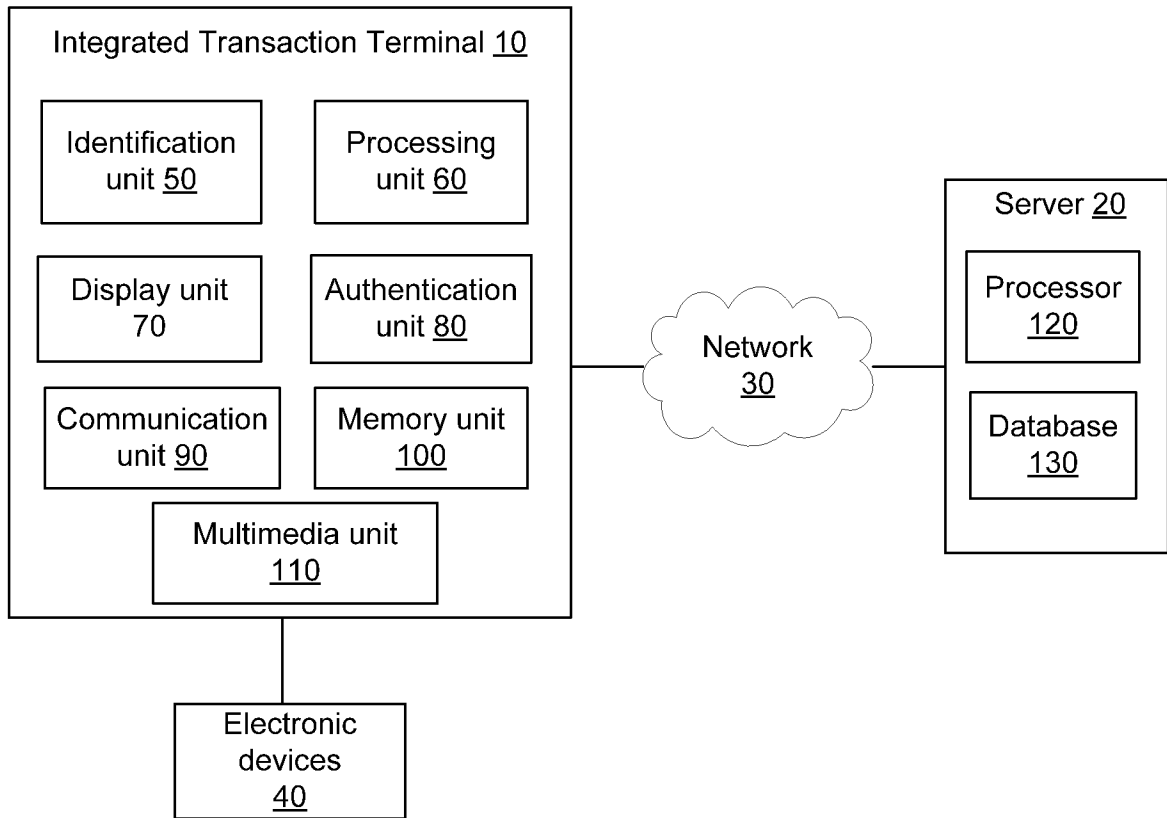 Integrated Transaction Terminal 10
Identification
unit 50
Processing
unit 60
Display unit
70
Authentication
unit 80
Communication
unit 90
Memory unit
100
Multimedia unit
110
Electronic
devices
40
Network
30
Server 20
Processor
120
Database
130